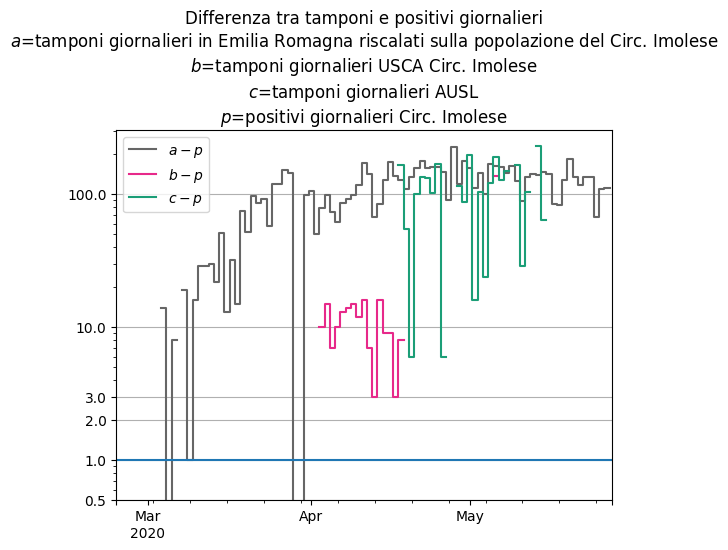 Differenza tra tamponi e positivi giornalieri
a=tamponi giornalieri in Emilia Romagna riscalati sulla popolazione del Circ. Imolese
b=tamponi giornalieri USCA Circ. Imolese
c=tamponi giornalieri AUSL
p=positivi giornalieri Circ. Imolese
a − p
b − p
c − p
100.0
10.0
3.0
2.0
1.0
0.5
Mar
2020
Apr
May